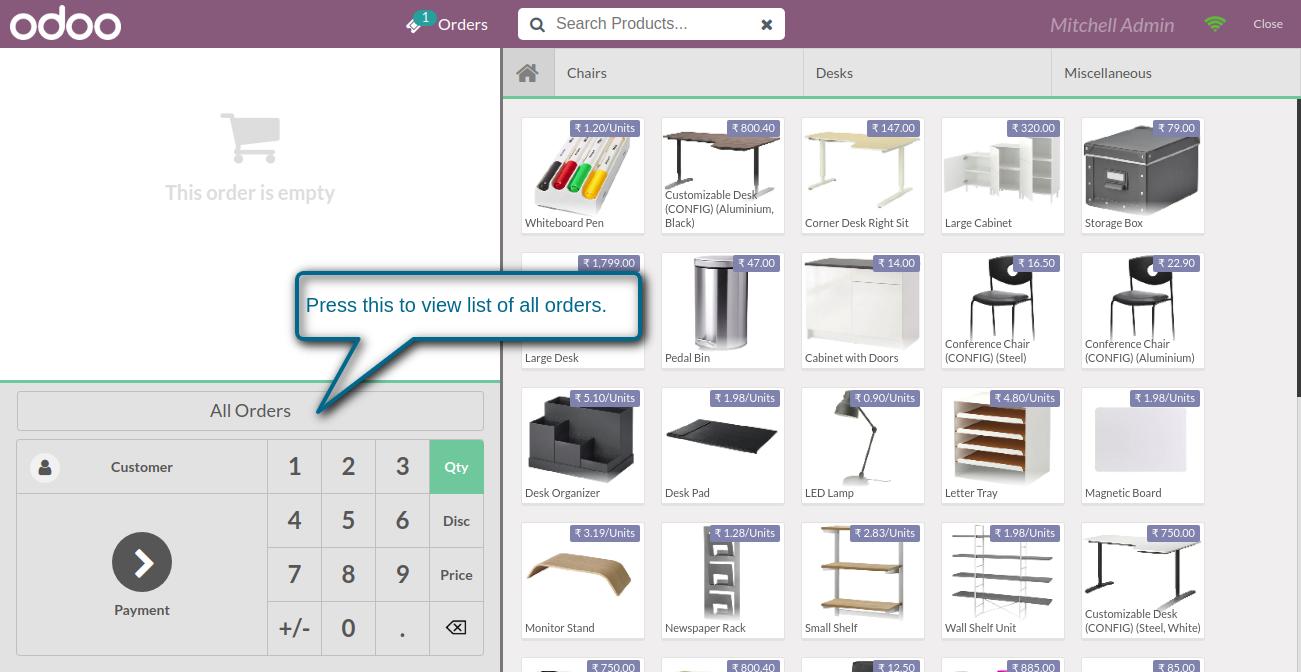 odoo
1
Orders
Search Products...
Mitchell Admin
Close
Chairs
Desks
Miscellaneous
This order is empty
₹ 1.20/Units
Whiteboard Pen
₹ 800.40
Customizable Desk
(CONFIG) (Aluminium,
Black)
₹ 147.00
Corner Desk Right Sit
₹ 320.00
Large Cabinet
₹ 79.00
Storage Box
₹ 1,799.00
Large Desk
₹ 47.00
Pedal Bin
₹ 14.00
Cabinet with Doors
₹ 16.50
Conference Chair
(CONFIG) (Steel)
₹ 22.90
Conference Chair
(CONFIG) (Aluminium)
Press this to view list of all orders.
All Orders
Customer
1
2
3
Qty
4
5
6
Disc
7
8
9
Price
+/-
0
.
Payment
₹ 5.10/Units
Desk Organizer
₹ 1.98/Units
Desk Pad
₹ 0.90/Units
LED Lamp
₹ 4.80/Units
Letter Tray
₹ 1.98/Units
Magnetic Board
₹ 3.19/Units
Monitor Stand
₹ 1.28/Units
Newspaper Rack
₹ 2.83/Units
Small Shelf
₹ 1.98/Units
Wall Shelf Unit
₹ 750.00
Customizable Desk
(CONFIG) (Steel, White)
₹ 750.00
₹ 800.40
₹ 12.50
₹ 885.00
₹ 85.00